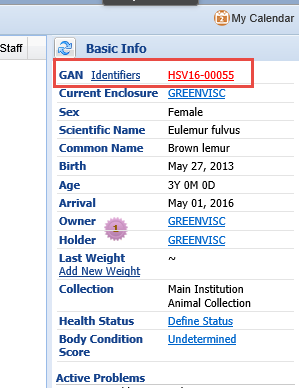 My Calendar
Staff
Basic Info
GAN Identifiers HSV16-00055
Current Enclosure GREENVISC
Sex Female
Scientific Name Eulemur fulvus
Common Name Brown lemur
Birth May 27, 2013
Age 3Y 0M 0D
Arrival May 01, 2016
Owner GREENVISC
1
Holder GREENVISC
Last Weight ~
Add New Weight
Collection Main Institution
Animal Collection
Health Status Define Status
Body Condition Undetermined
Score
Active Problems